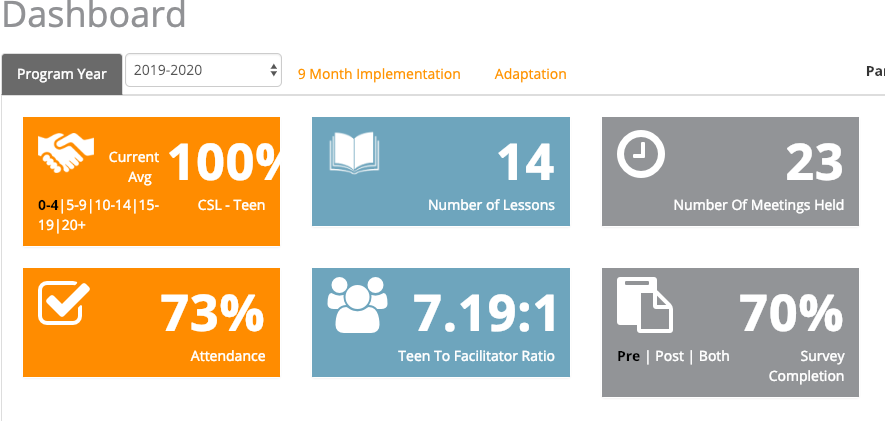 Dashboard
Program Year
2019-2020
9 Month Implementation
Adaptation
Par
Current
Avg
100%
0-4|5-9|10-14|15-
19|20+
CSL - Teen
14
Number of Lessons
23
Number Of Meetings Held
73%
Attendance
7.19:1
Teen To Facilitator Ratio
70%
Pre | Post | Both
Survey
Completion